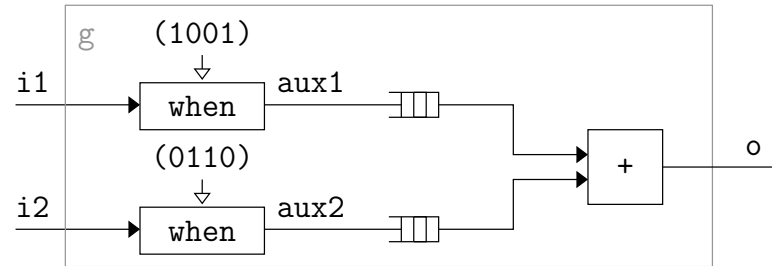 g (1001)
i1 when aux1
(0110) + o
i2 when aux2